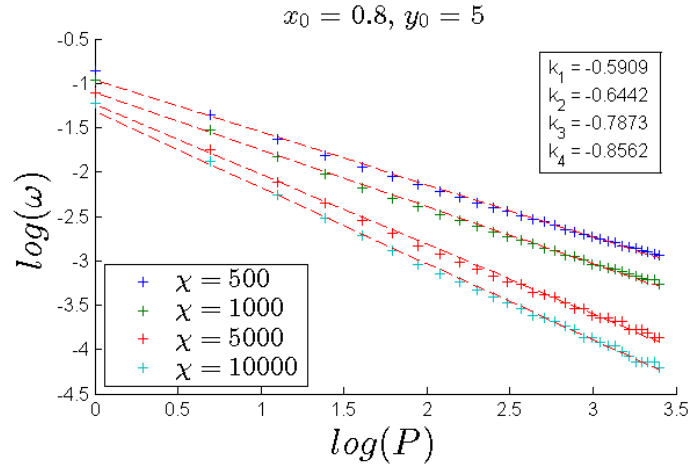 x₀ = 0.8, y₀ = 5
-0.5
-1
-1.5
-2
-2.5
-3
-3.5
-4
-4.5
log(ω)
k₁ = -0.5909
k₂ = -0.6442
k₃ = -0.7873
k₄ = -0.8562
χ = 500
χ = 1000
χ = 5000
χ = 10000
0 0.5 1 1.5 2 2.5 3 3.5
log(P)